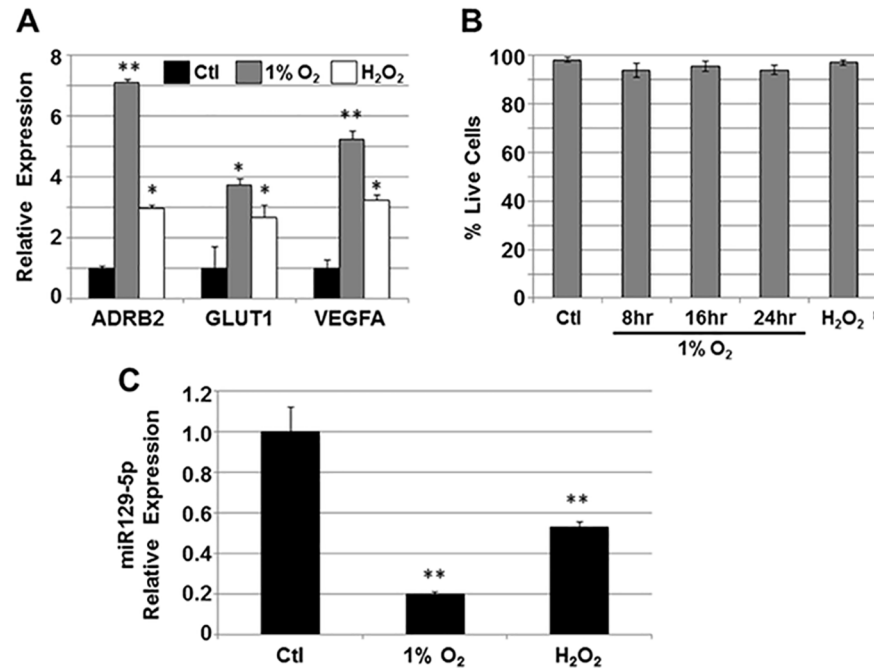 A
Relative Expression
8
6
4
2
0
Ctl 1% O₂ H₂O₂
** * * * ** *
ADRB2 GLUT1 VEGFA
B
% Live Cells
100
80
60
40
20
0
Ctl 8hr 16hr 24hr H₂O₂
1% O₂
C
miR129-5p
Relative Expression
1.2
1.0
0.8
0.6
0.4
0.2
0
** **
Ctl 1% O₂ H₂O₂